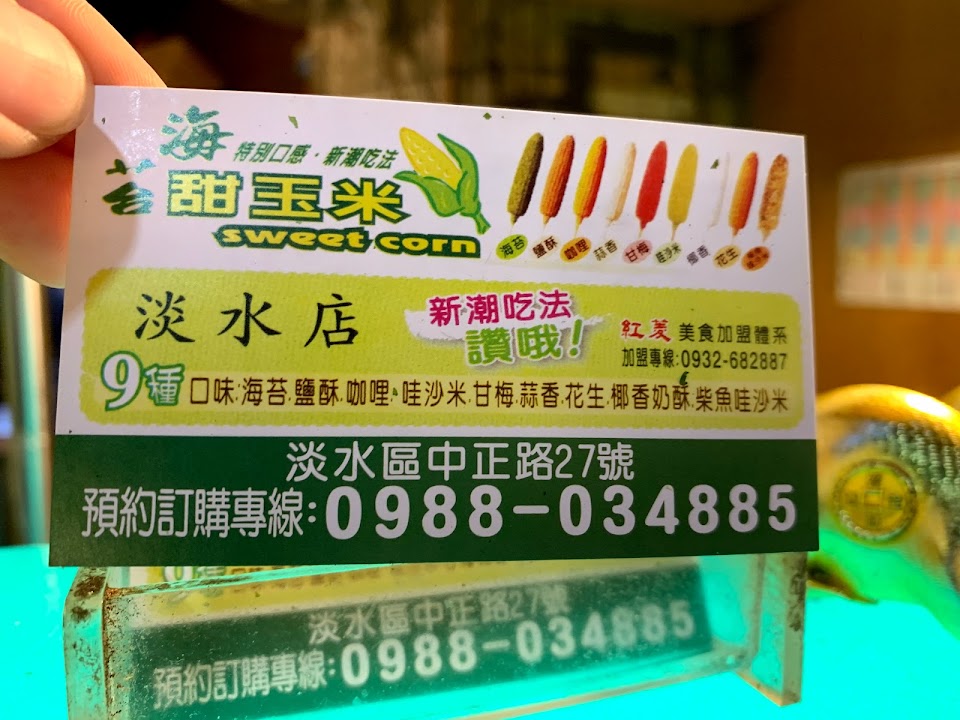 海苔
特別口感·新潮吃法
甜玉米
sweet corn
海苔 鹽酥 咖哩 蒜香 甘梅 哇沙米 椰香 花生
淡水店
新潮吃法
讚哦!
紅菱 美食加盟體系
加盟專線:0932-682887
9種 口味:海苔.鹽酥.咖哩.哇沙米.甘梅.蒜香.花生.椰香奶酥.柴魚哇沙米
淡水區中正路27號
預約訂購專線:0988-034885
淡水區中正路27號
預約訂購專線:0988-034885